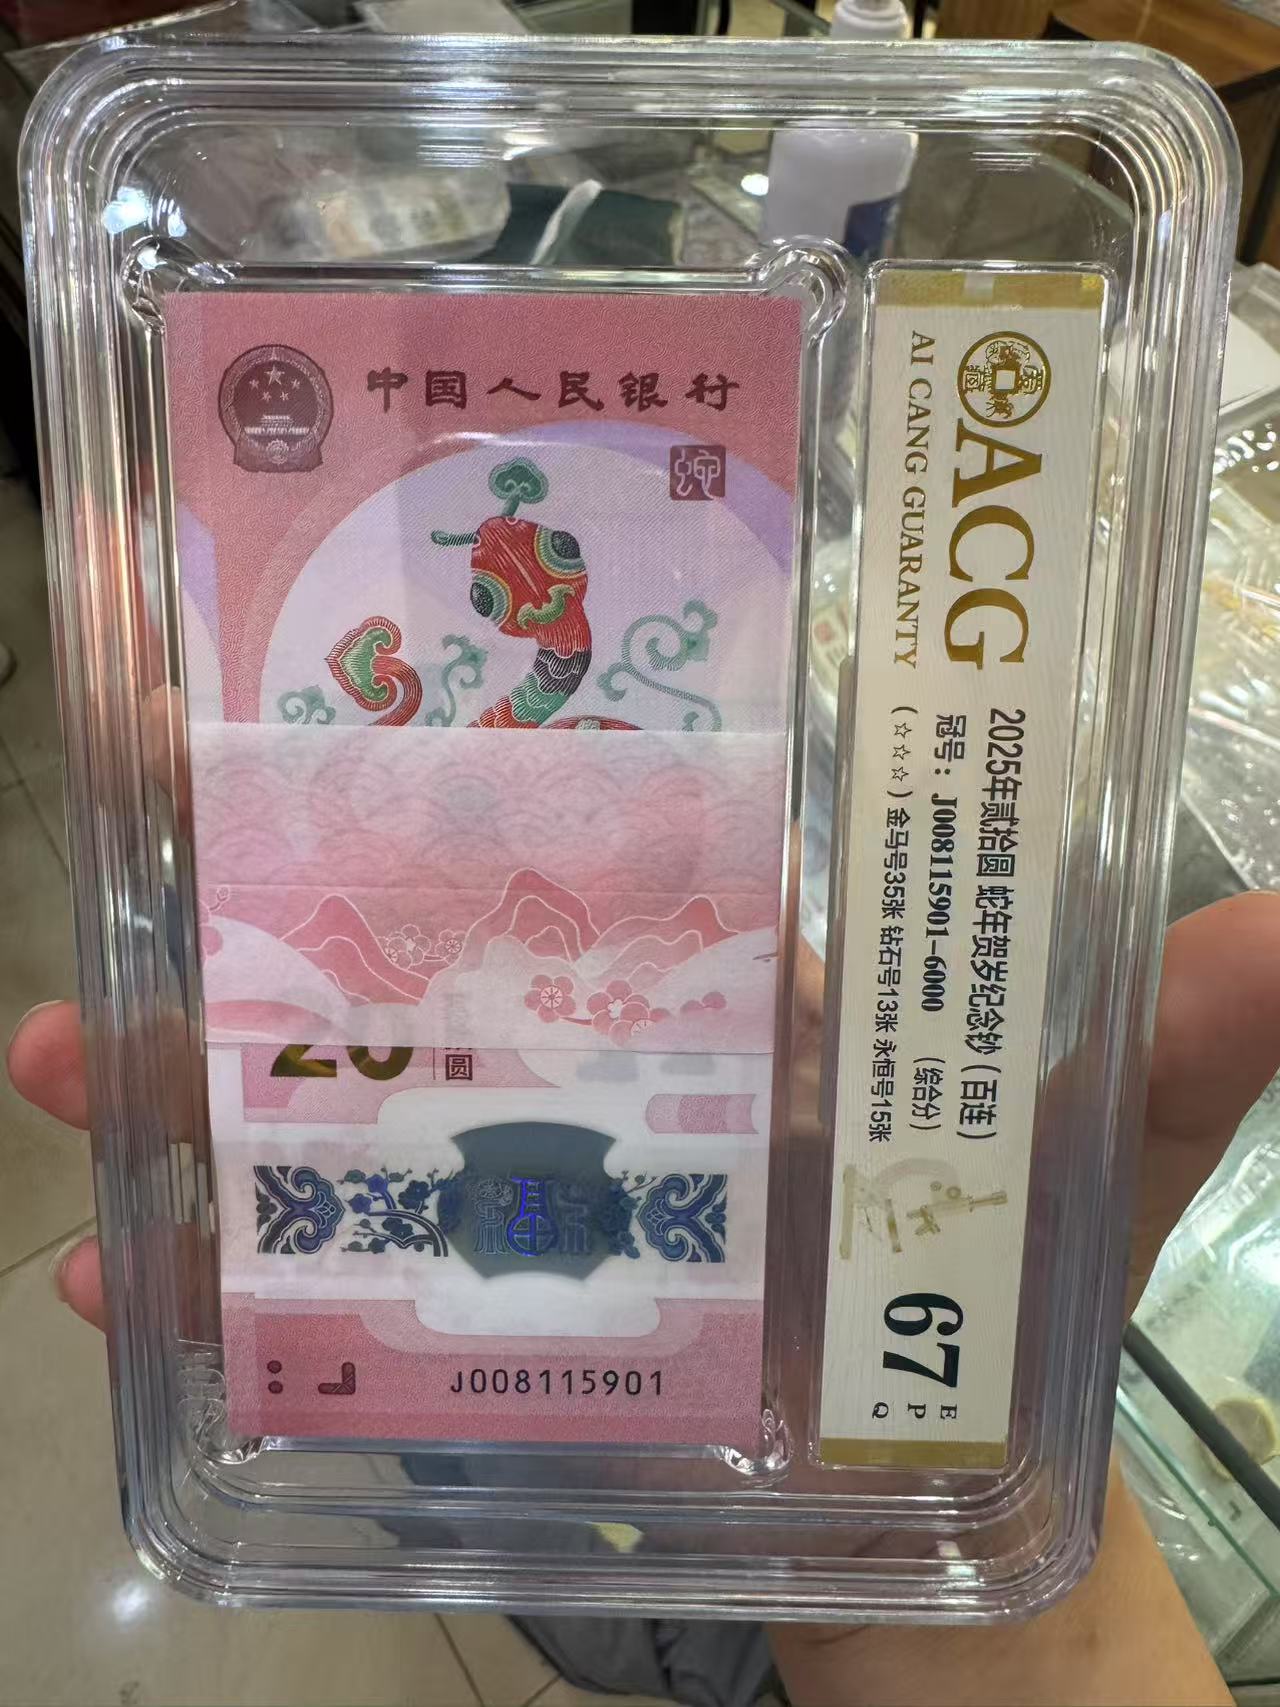 中国人民银行
20
圆
J008115901
ACG
AI CANG GUARANTY
2025年贰拾圆 蛇年贺岁纪念钞(百连)
冠号:J008115901-6000 (综合分)
(☆☆☆)金马号35张 钻石号13张 永恒号15张
67
E
P
Q